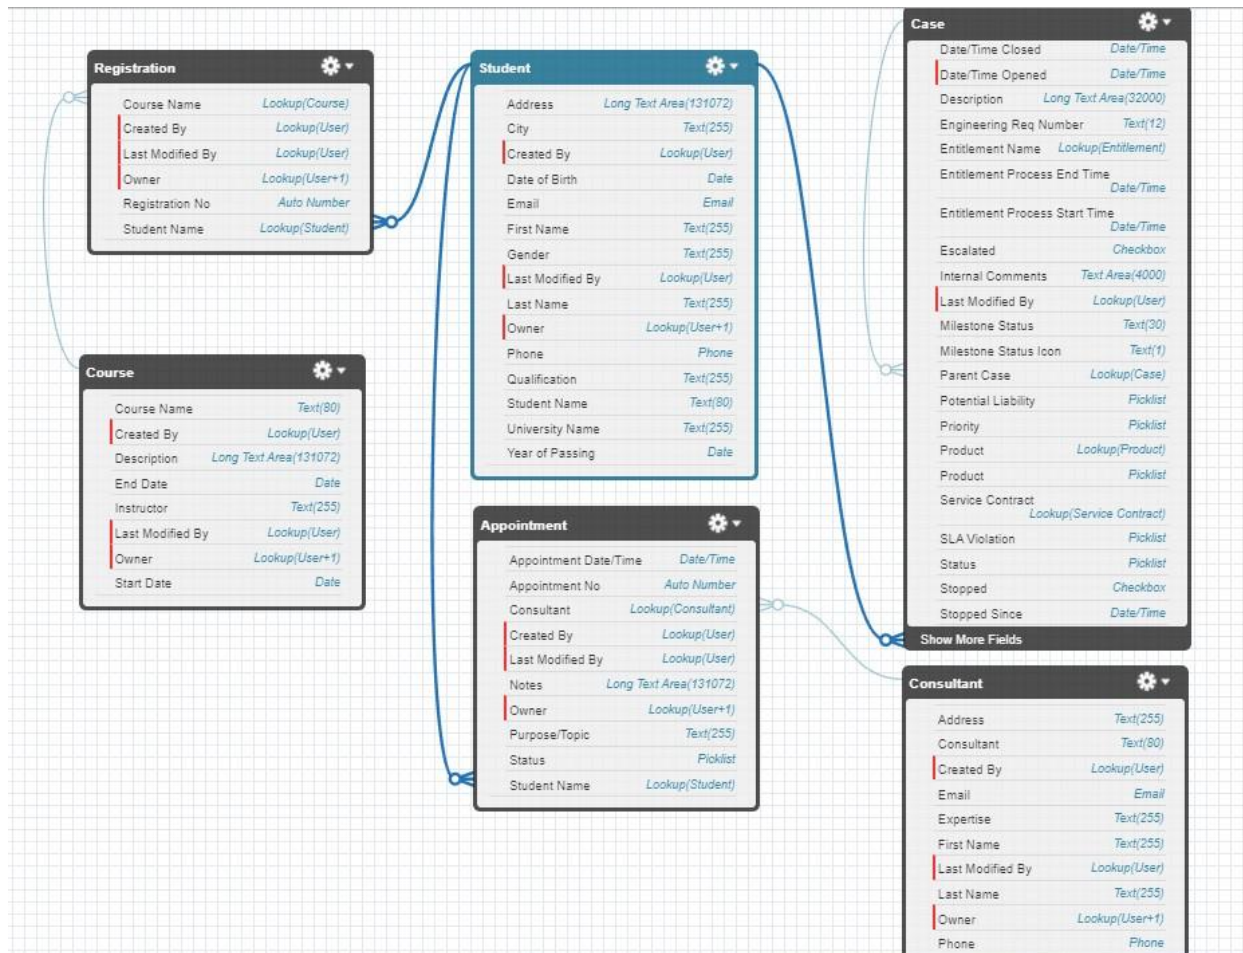 Registration
Course Name Lookup(Course)
Created By Lookup(User)
Last Modified By Lookup(User)
Owner Lookup(User+1)
Registration No Auto Number
Student Name Lookup(Student)
Course
Course Name Text(80)
Created By Lookup(User)
Description Long Text Area(131072)
End Date Date
Instructor Text(255)
Last Modified By Lookup(User)
Owner Lookup(User+1)
Start Date Date
Student
Address Long Text Area(131072)
City Text(255)
Created By Lookup(User)
Date of Birth Date
Email Email
First Name Text(255)
Gender Text(255)
Last Modified By Lookup(User)
Last Name Text(255)
Owner Lookup(User+1)
Phone Phone
Qualification Text(255)
Student Name Text(80)
University Name Text(255)
Year of Passing Date
Appointment
Appointment Date/Time Date/Time
Appointment No Auto Number
Consultant Lookup(Consultant)
Created By Lookup(User)
Last Modified By Lookup(User)
Notes Long Text Area(131072)
Owner Lookup(User+1)
Purpose/Topic Text(255)
Status Picklist
Student Name Lookup(Student)
Case
Date/Time Closed Date/Time
Date/Time Opened Date/Time
Description Long Text Area(32000)
Engineering Req Number Text(12)
Entitlement Name Lookup(Entitlement)
Entitlement Process End Time
Date/Time
Entitlement Process Start Time
Date/Time
Escalated Checkbox
Internal Comments Text Area(4000)
Last Modified By Lookup(User)
Milestone Status Text(30)
Milestone Status Icon Text(1)
Parent Case Lookup(Case)
Potential Liability Picklist
Priority Picklist
Product Lookup(Product)
Product Picklist
Service Contract
Lookup(Service Contract)
SLA Violation Picklist
Status Picklist
Stopped Checkbox
Stopped Since Date/Time
Show More Fields
Consultant
Address Text(255)
Consultant Text(80)
Created By Lookup(User)
Email Email
Expertise Text(255)
First Name Text(255)
Last Modified By Lookup(User)
Last Name Text(255)
Owner Lookup(User+1)
Phone Phone